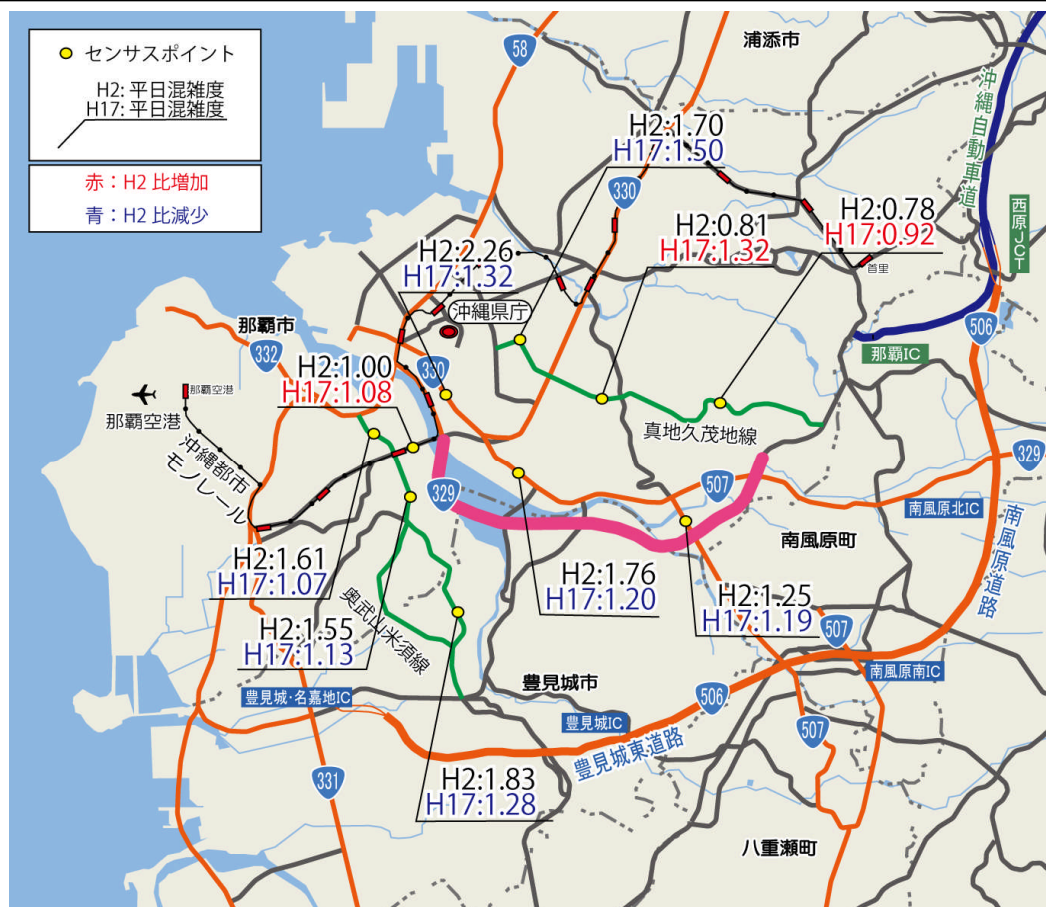 センサスポイント
H2: 平日混雑度
H17: 平日混雑度
赤：H2 比増加
青：H2 比減少
58
浦添市
沖縄自動車道
H2:1.70
H17:1.50
330
H2:0.81
H17:1.32
H2:0.78
H17:0.92
西原JCT
首里
H2:2.26
H17:1.32
沖縄県庁
506
那覇市
332
那覇IC
H2:1.00
H17:1.08
330
那覇空港
那覇空港
真地久茂地線
沖縄都市
モノレール
329
507
329
南風原北IC
南風原町
南風原道路
H2:1.61
H17:1.07
H2:1.76
H17:1.20
H2:1.25
H17:1.19
H2:1.55
H17:1.13
奥武山米須線
507
南風原南IC
豊見城市
豊見城・名嘉地IC
506
豊見城IC
507
豊見城東道路
331
H2:1.83
H17:1.28
八重瀬町